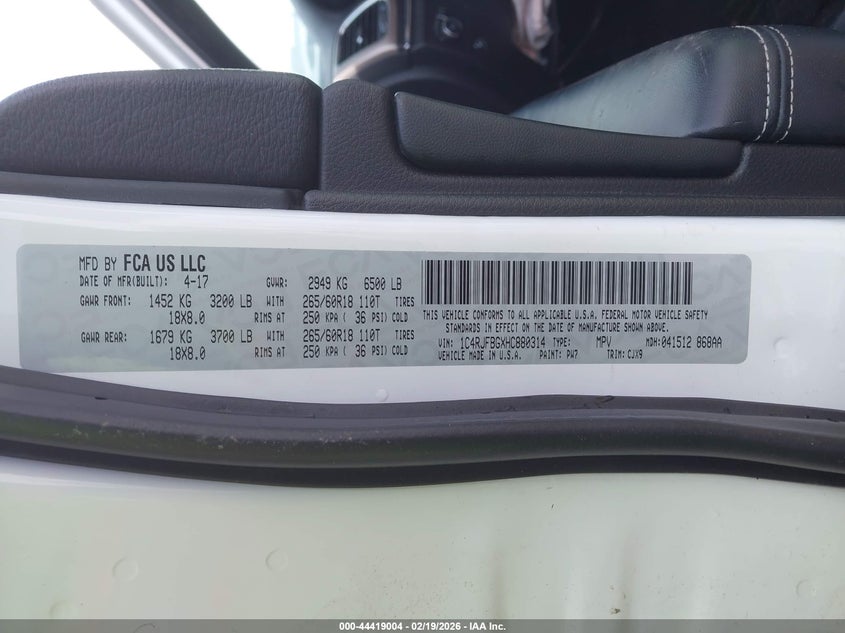 MFD BY FCA US LLC
DATE OF MFR(BUILT): 4-17 GVWR: 2949 KG 6500 LB
GAWR FRONT: 1452 KG 3200 LB WITH 265/60R18 110T TIRES
18X8.0 RIMS AT 250 KPA ( 36 PSI) COLD
GAWR REAR: 1679 KG 3700 LB WITH 265/60R18 110T TIRES
18X8.0 RIMS AT 250 KPA ( 36 PSI) COLD
THIS VEHICLE CONFORMS TO ALL APPLICABLE U.S.A. FEDERAL MOTOR VEHICLE SAFETY
STANDARDS IN EFFECT ON THE DATE OF MANUFACTURE SHOWN ABOVE.
VIN: 1C4RJFBGXHC880314 TYPE: MPV MDH: 041512 868AA
VEHICLE MADE IN U.S.A. PAINT: PW7 TRIM: CJX9
000-44419004 - 02/19/2026 - IAA Inc.